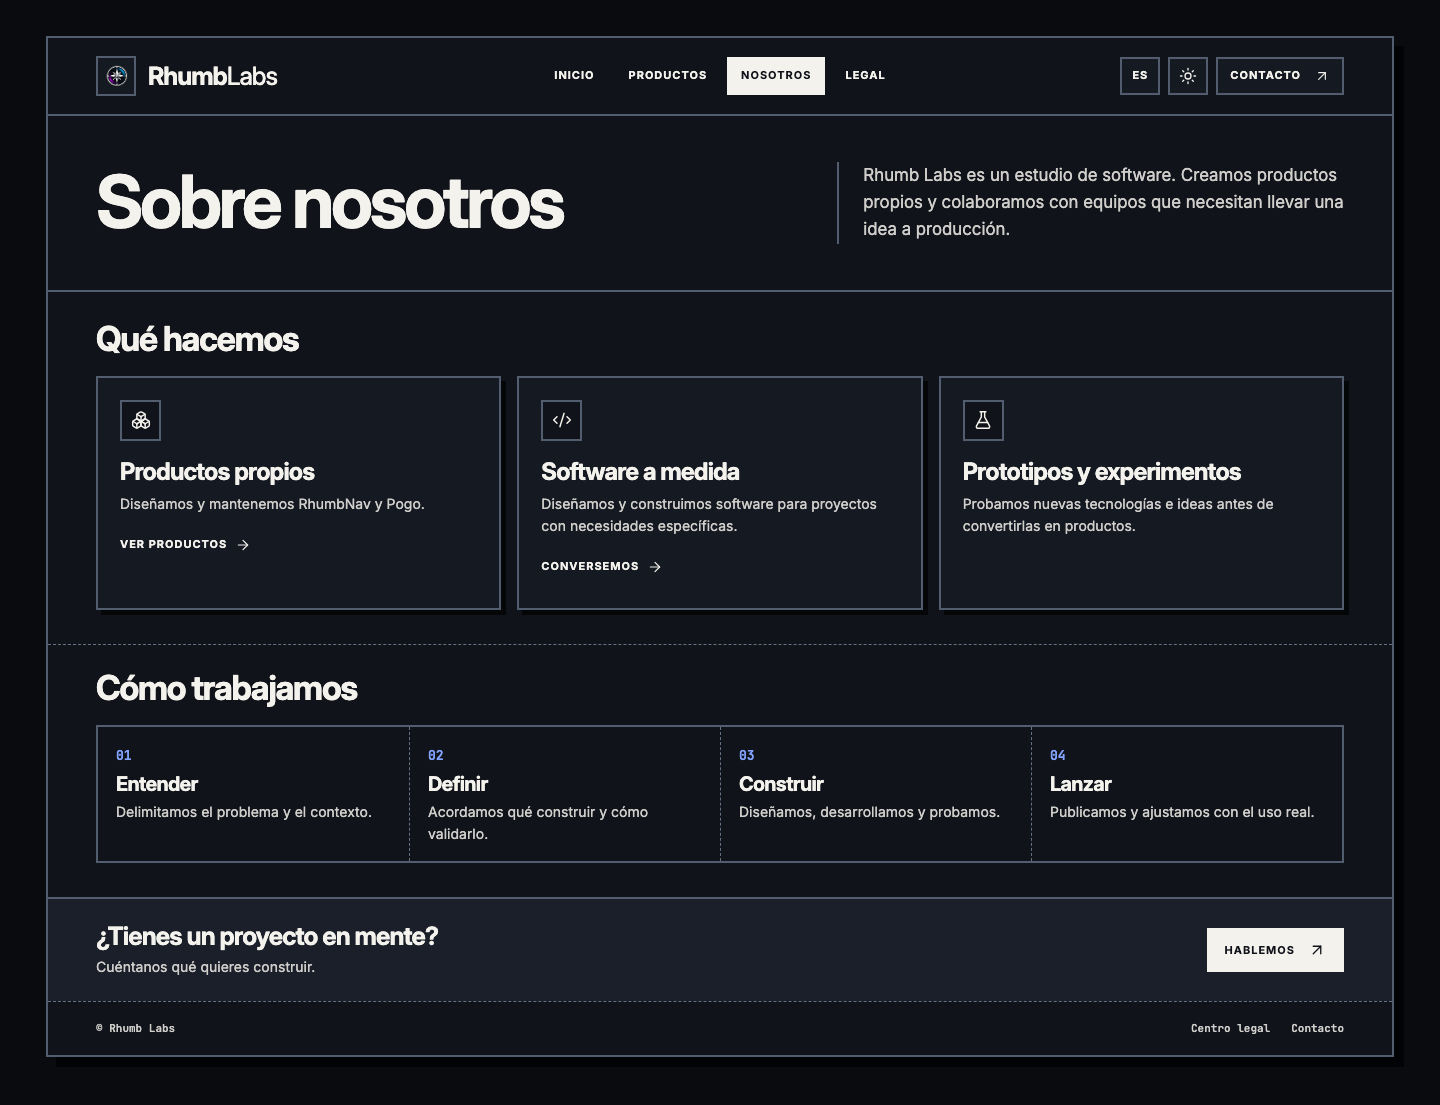 RhumbLabs
INICIO
PRODUCTOS
NOSOTROS
LEGAL
ES
CONTACTO
Sobre nosotros
Rhumb Labs es un estudio de software. Creamos productos
propios y colaboramos con equipos que necesitan llevar una
idea a producción.
Qué hacemos
Productos propios
Diseñamos y mantenemos RhumbNav y Pogo.
VER PRODUCTOS
Software a medida
Diseñamos y construimos software para proyectos
con necesidades específicas.
CONVERSEMOS
Prototipos y experimentos
Probamos nuevas tecnologías e ideas antes de
convertirlas en productos.
Cómo trabajamos
01
Entender
Delimitamos el problema y el contexto.
02
Definir
Acordamos qué construir y cómo
validarlo.
03
Construir
Diseñamos, desarrollamos y probamos.
04
Lanzar
Publicamos y ajustamos con el uso real.
¿Tienes un proyecto en mente?
Cuéntanos qué quieres construir.
HABLEMOS
© Rhumb Labs
Centro legal
Contacto